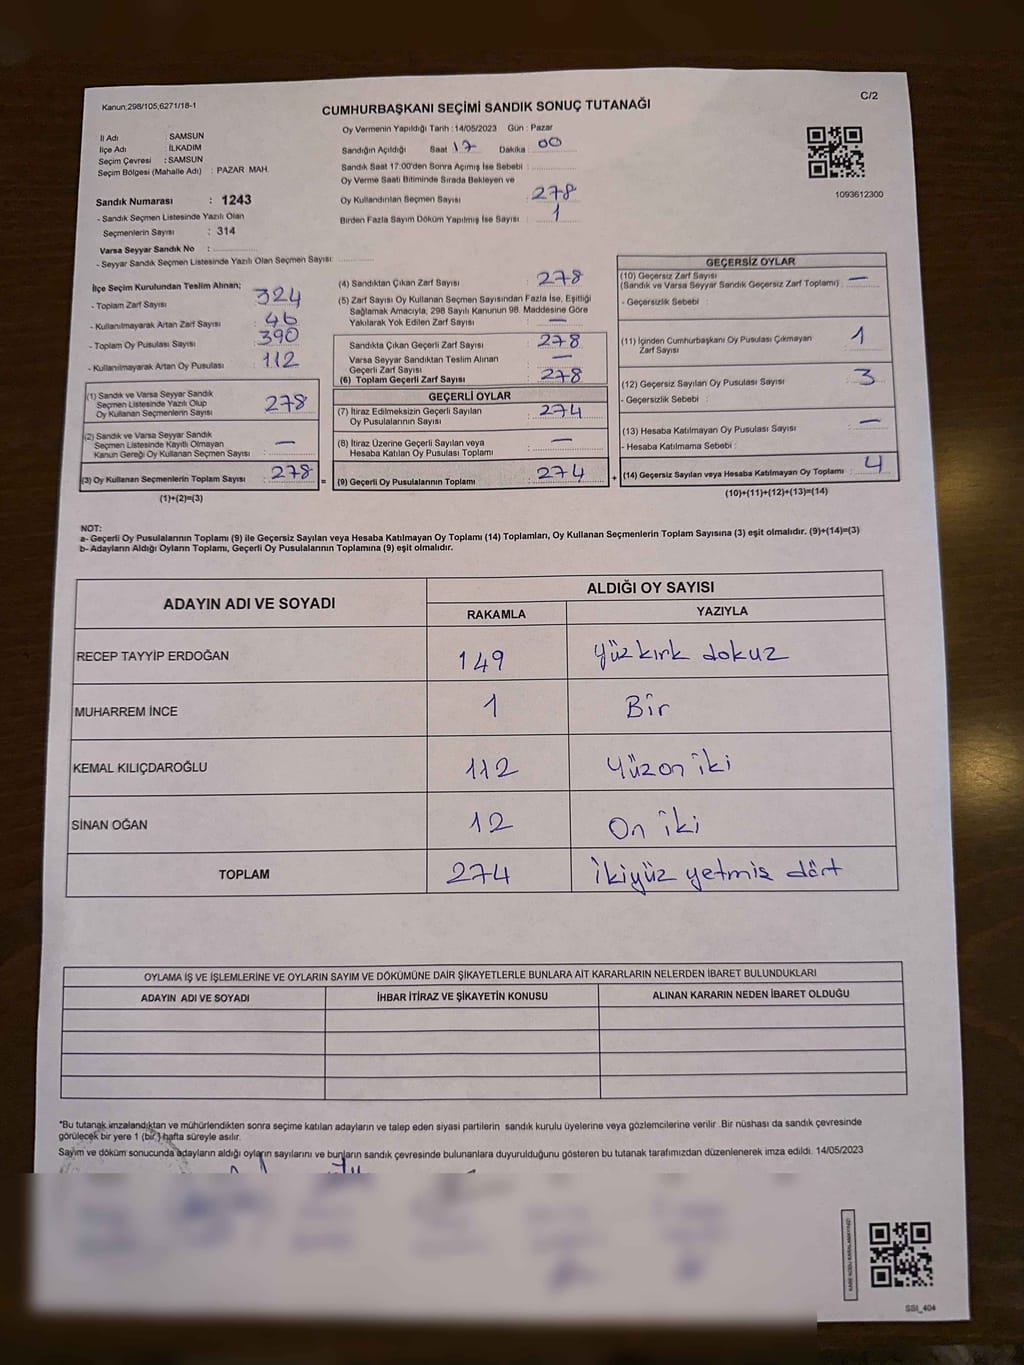 Kanun,298/105,6271/18-1
C/2
CUMHURBAŞKANI SEÇİMİ SANDIK SONUÇ TUTANAĞI
İl Adı : SAMSUN
İlçe Adı : İLKADIM
Seçim Çevresi : SAMSUN
Seçim Bölgesi (Mahalle Adı) : PAZAR MAH.
Sandık Numarası : 1243
- Sandık Seçmen Listesinde Yazılı Olan
Seçmenlerin Sayısı : 314
Varsa Seyyar Sandık No :
- Seyyar Sandık Seçmen Listesinde Yazılı Olan Seçmen Sayısı:
Oy Vermenin Yapıldığı Tarih :14/05/2023 Gün : Pazar
Sandığın Açıldığı Saat 17 Dakika 00
Sandık Saat 17:00'den Sonra Açımış İse Sebebi :
Oy Verme Saati Bitiminde Sırada Bekleyen ve
Oy Kullandırılan Seçmen Sayısı : 278
Birden Fazla Sayım Döküm Yapılmış İse Sayısı : 1
1093612300
İlçe Seçim Kurulundan Teslim Alınan;
- Toplam Zarf Sayısı : 324
- Kullanılmayarak Artan Zarf Sayısı : 46
- Toplam Oy Pusulası Sayısı : 390
- Kullanılmayarak Artan Oy Pusulası : 112
(1) Sandık ve Varsa Seyyar Sandık
Seçmen Listesinde Yazılı Olup
Oy Kullanan Seçmenlerin Sayısı : 278
(2) Sandık ve Varsa Seyyar Sandık
Seçmen Listesinde Kayıtlı Olmayan
Kanun Gereği Oy Kullanan Seçmen Sayısı : —
(3) Oy Kullanan Seçmenlerin Toplam Sayısı : 278 =
(1)+(2)=(3)
(4) Sandıktan Çıkan Zarf Sayısı : 278
(5) Zarf Sayısı Oy Kullanan Seçmen Sayısından Fazla İse, Eşitliği
Sağlamak Amacıyla, 298 Sayılı Kanunun 98. Maddesine Göre
Yakılarak Yok Edilen Zarf Sayısı : —
Sandıkta Çıkan Geçerli Zarf Sayısı : 278
Varsa Seyyar Sandıktan Teslim Alınan
Geçerli Zarf Sayısı : —
(6) Toplam Geçerli Zarf Sayısı : 278
GEÇERLİ OYLAR
(7) İtiraz Edilmeksizin Geçerli Sayılan
Oy Pusulalarının Sayısı : 274
(8) İtiraz Üzerine Geçerli Sayılan veya
Hesaba Katılan Oy Pusulası Toplamı : —
(9) Geçerli Oy Pusulalarının Toplamı : 274 +
GEÇERSİZ OYLAR
(10) Geçersiz Zarf Sayısı
(Sandık ve Varsa Seyyar Sandık Geçersiz Zarf Toplamı) : —
- Geçersizlik Sebebi :
(11) İçinden Cumhurbaşkanı Oy Pusulası Çıkmayan
Zarf Sayısı : 1
(12) Geçersiz Sayılan Oy Pusulası Sayısı : 3
- Geçersizlik Sebebi :
(13) Hesaba Katılmayan Oy Pusulası Sayısı : —
- Hesaba Katılmama Sebebi :
(14) Geçersiz Sayılan veya Hesaba Katılmayan Oy Toplamı : 4
(10)+(11)+(12)+(13)=(14)
NOT:
a- Geçerli Oy Pusulalarının Toplamı (9) ile Geçersiz Sayılan veya Hesaba Katılmayan Oy Toplamı (14) Toplamları, Oy Kullanan Seçmenlerin Toplam Sayısına (3) eşit olmalıdır. (9)+(14)=(3)
b- Adayların Aldığı Oyların Toplamı, Geçerli Oy Pusulalarının Toplamına (9) eşit olmalıdır.
ADAYIN ADI VE SOYADI ALDIĞI OY SAYISI
RAKAMLA YAZIYLA
RECEP TAYYİP ERDOĞAN 149 Yüz kırk dokuz
MUHARREM İNCE 1 Bir
KEMAL KILIÇDAROĞLU 112 Yüzon iki
SİNAN OĞAN 12 On iki
TOPLAM 274 İkiyüz yetmiş dört
OYLAMA İŞ VE İŞLEMLERİNE VE OYLARIN SAYIM VE DÖKÜMÜNE DAİR ŞİKAYETLERLE BUNLARA AİT KARARLARIN NELERDEN İBARET BULUNDUKLARI
ADAYIN ADI VE SOYADI İHBAR İTİRAZ VE ŞİKAYETİN KONUSU ALINAN KARARIN NEDEN İBARET OLDUĞU
*Bu tutanak imzalandıktan ve mühürlendikten sonra seçime katılan adayların ve talep eden siyasi partilerin sandık kurulu üyelerine veya gözlemcilerine verilir. Bir nüshası da sandık çevresinde
görülecek bir yere 1 (bir) hafta süreyle asılır.
Sayım ve döküm sonucunda adayların aldığı oyların sayılarını ve bunların sandık çevresinde bulunanlara duyurulduğunu gösteren bu tutanak tarafımızdan düzenlenerek imza edildi. 14/05/2023
SSI_404